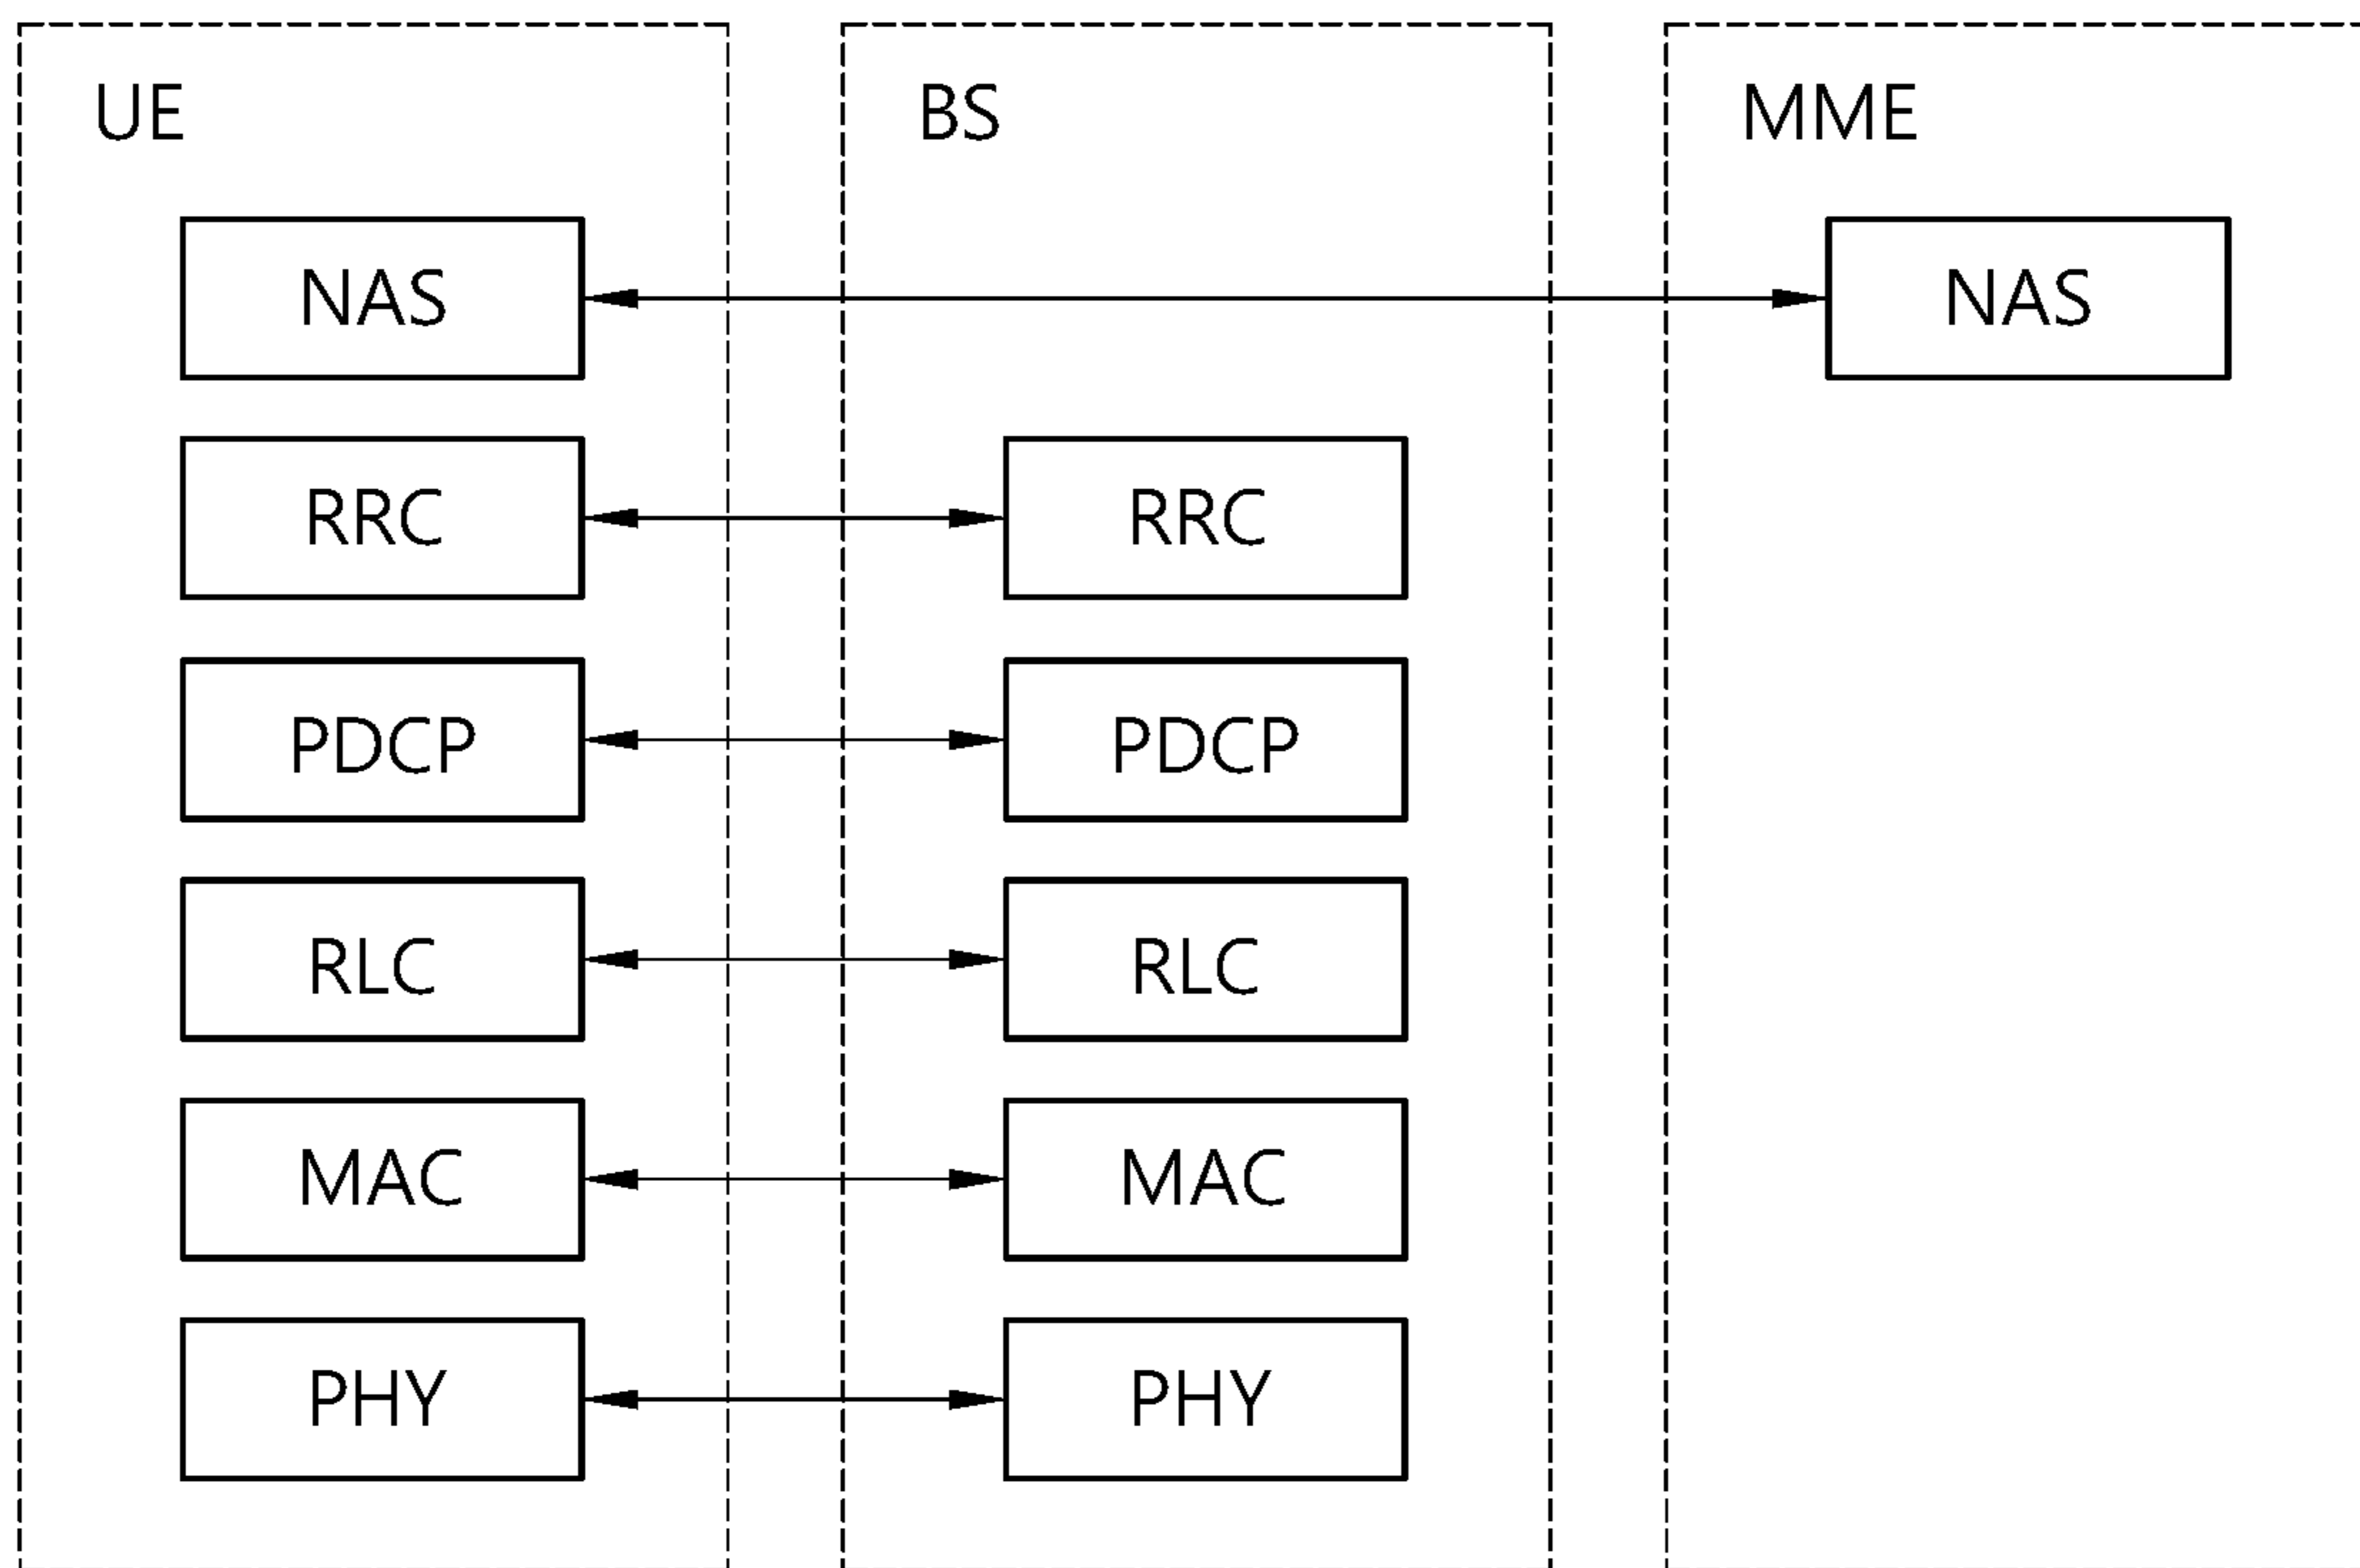 UE
BS
MME
NAS
NAS
RRC
RRC
PDCP
PDCP
RLC
RLC
MAC
MAC
PHY
PHY